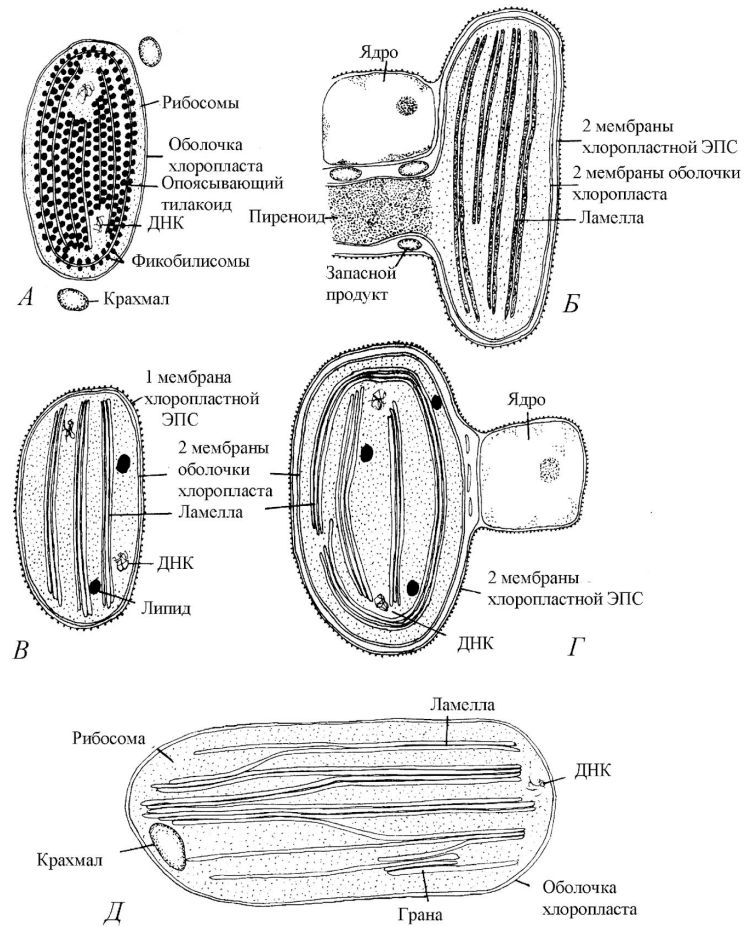 Рибосомы
Оболочка
хлоропласта
Опоясывающий
тилакоид
ДНК
Фикобилисомы
Крахмал
А
Ядро
2 мембраны
хлоропластной ЭПС
2 мембраны оболочки
хлоропласта
Ламелла
Пиреноид
Запасной
продукт
Б
1 мембрана
хлоропластной
ЭПС
2 мембраны
оболочки
хлоропласта
Ламелла
ДНК
Липид
В
Ядро
2 мембраны
хлоропластной ЭПС
ДНК
Г
Ламелла
Рибосома
ДНК
Крахмал
Грана
Оболочка
хлоропласта
Д